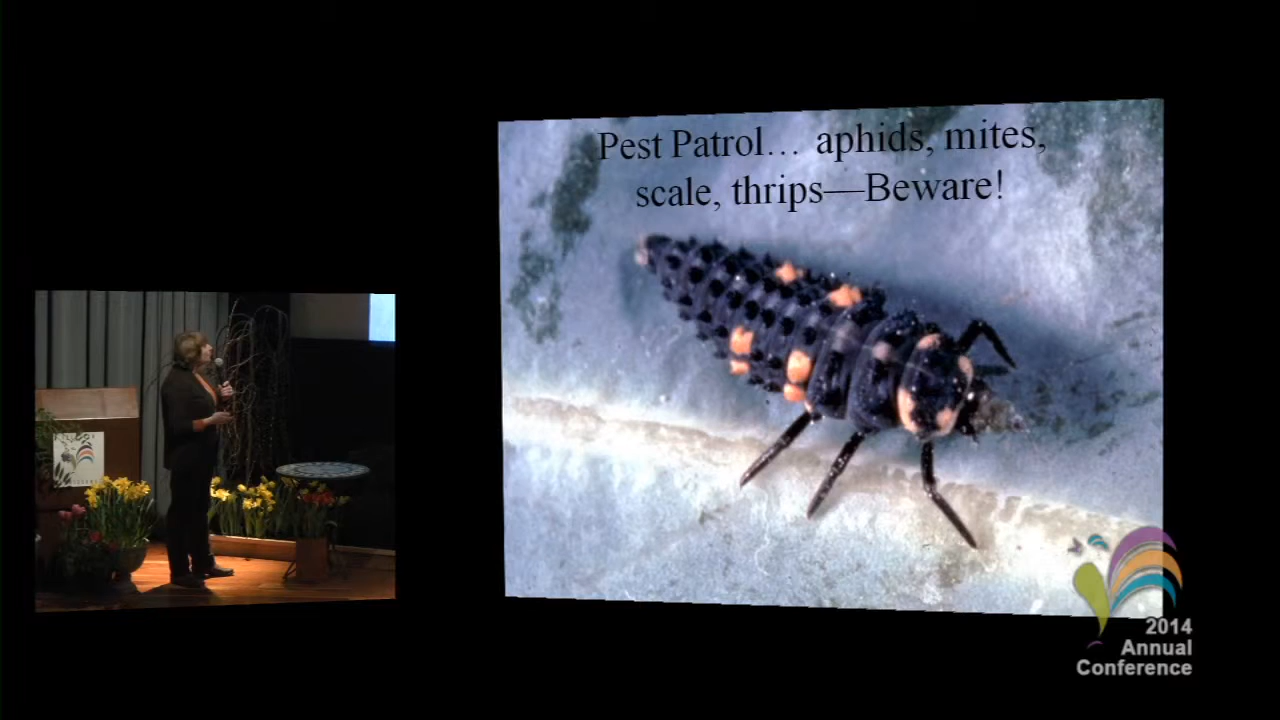 Pest Patrol… aphids, mites,
scale, thrips—Beware!
2014
Annual
Conference